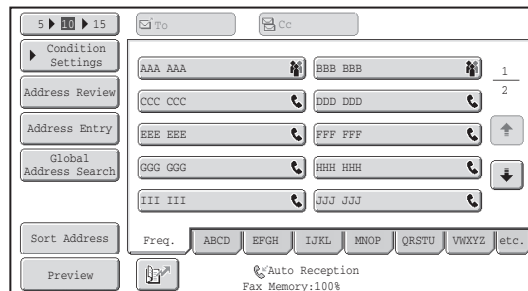 5 10 15
To
Cc
Condition Settings
Address Review
Address Entry
Global Address Search
Sort Address
Preview
AAA AAA
BBB BBB
CCC CCC
DDD DDD
EEE EEE
FFF FFF
GGG GGG
HHH HHH
III III
JJJ JJJ
1
2
Freq.
ABCD
EFGH
IJKL
MNOP
QRSTU
VWXYZ
etc.
Auto Reception
Fax Memory:100%